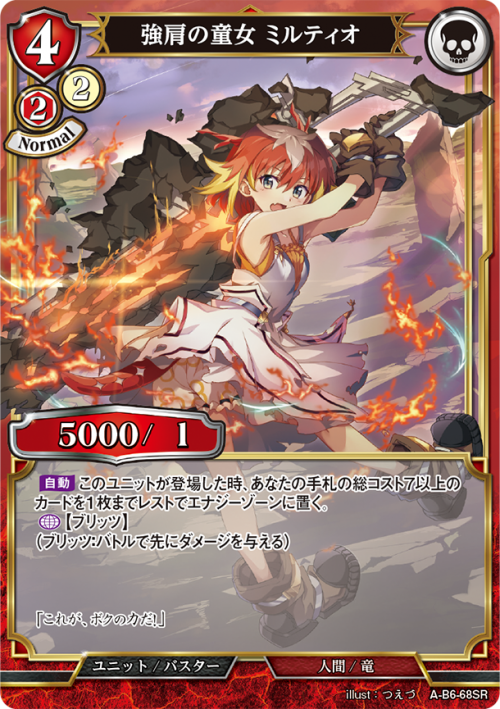 4
強肩の童女 ミルティオ
2
2
Normal
5000/ 1
自動 このユニットが登場した時、あなたの手札の総コスト7以上の
カードを1枚までレストでエナジーゾーンに置く。
【ブリッツ】
(ブリッツ:バトルで先にダメージを与える)
「これが、ボクの力だ!」
ユニット / バスター
人間 / 竜
illust : つえづ A-B6-68SR